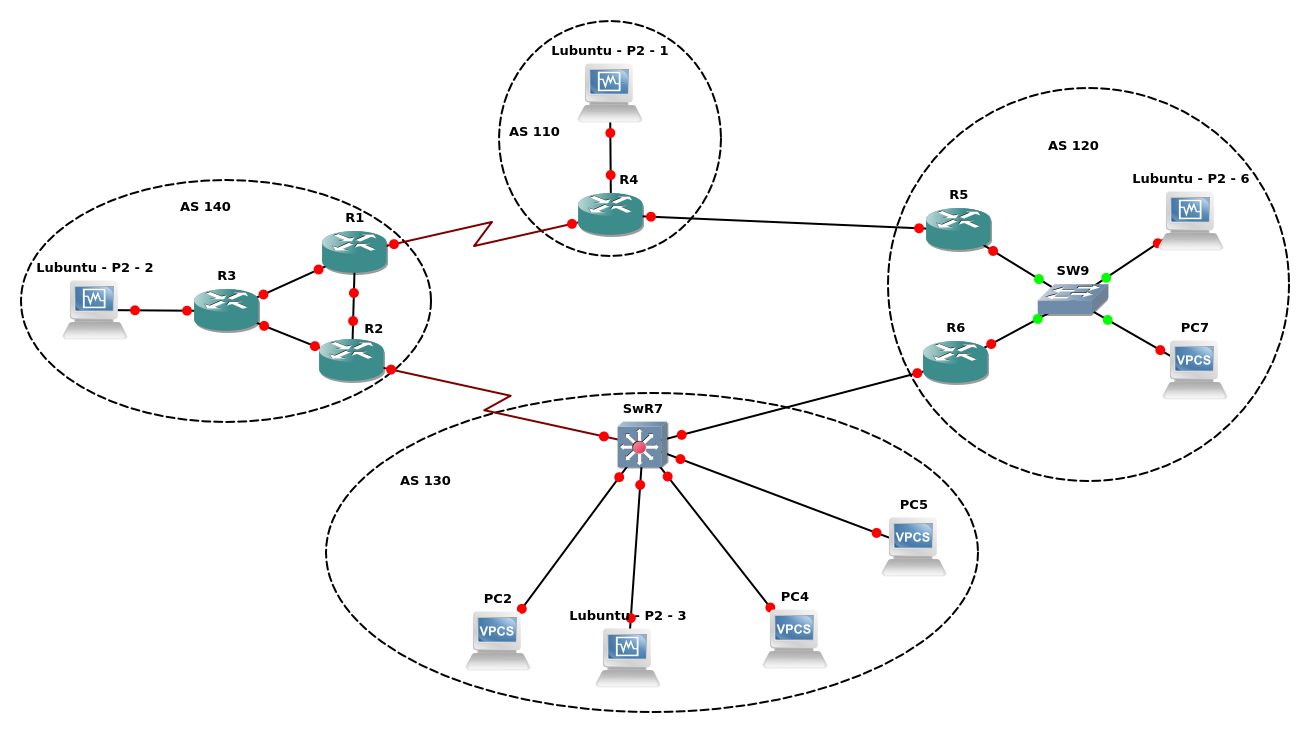 Lubuntu - P2 - 1
AS 110
R4
AS 120
Lubuntu - P2 - 6
R5
SW9
R6
PC7
VPCS
AS 140
R1
Lubuntu - P2 - 2
R3
R2
SwR7
AS 130
PC5
VPCS
PC2
VPCS
Lubuntu - P2 - 3
PC4
VPCS